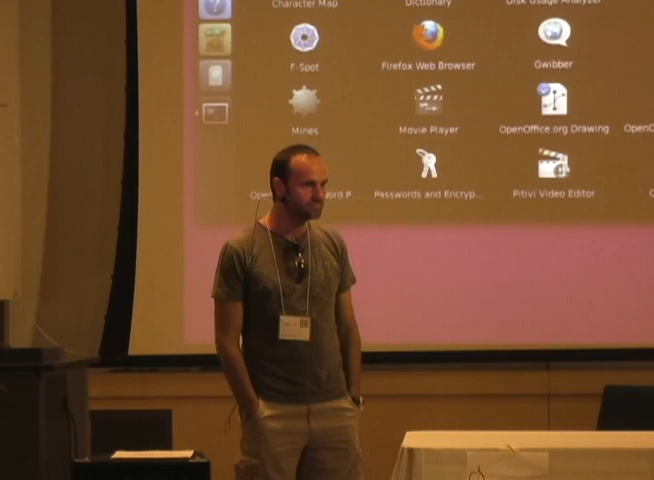 Character Map
Dictionary
Disk Usage Analyzer
F-Spot
Firefox Web Browser
Gwibber
Mines
Movie Player
OpenOffice.org Drawing
OpenO
Passwords and Encryp...
Pitivi Video Editor